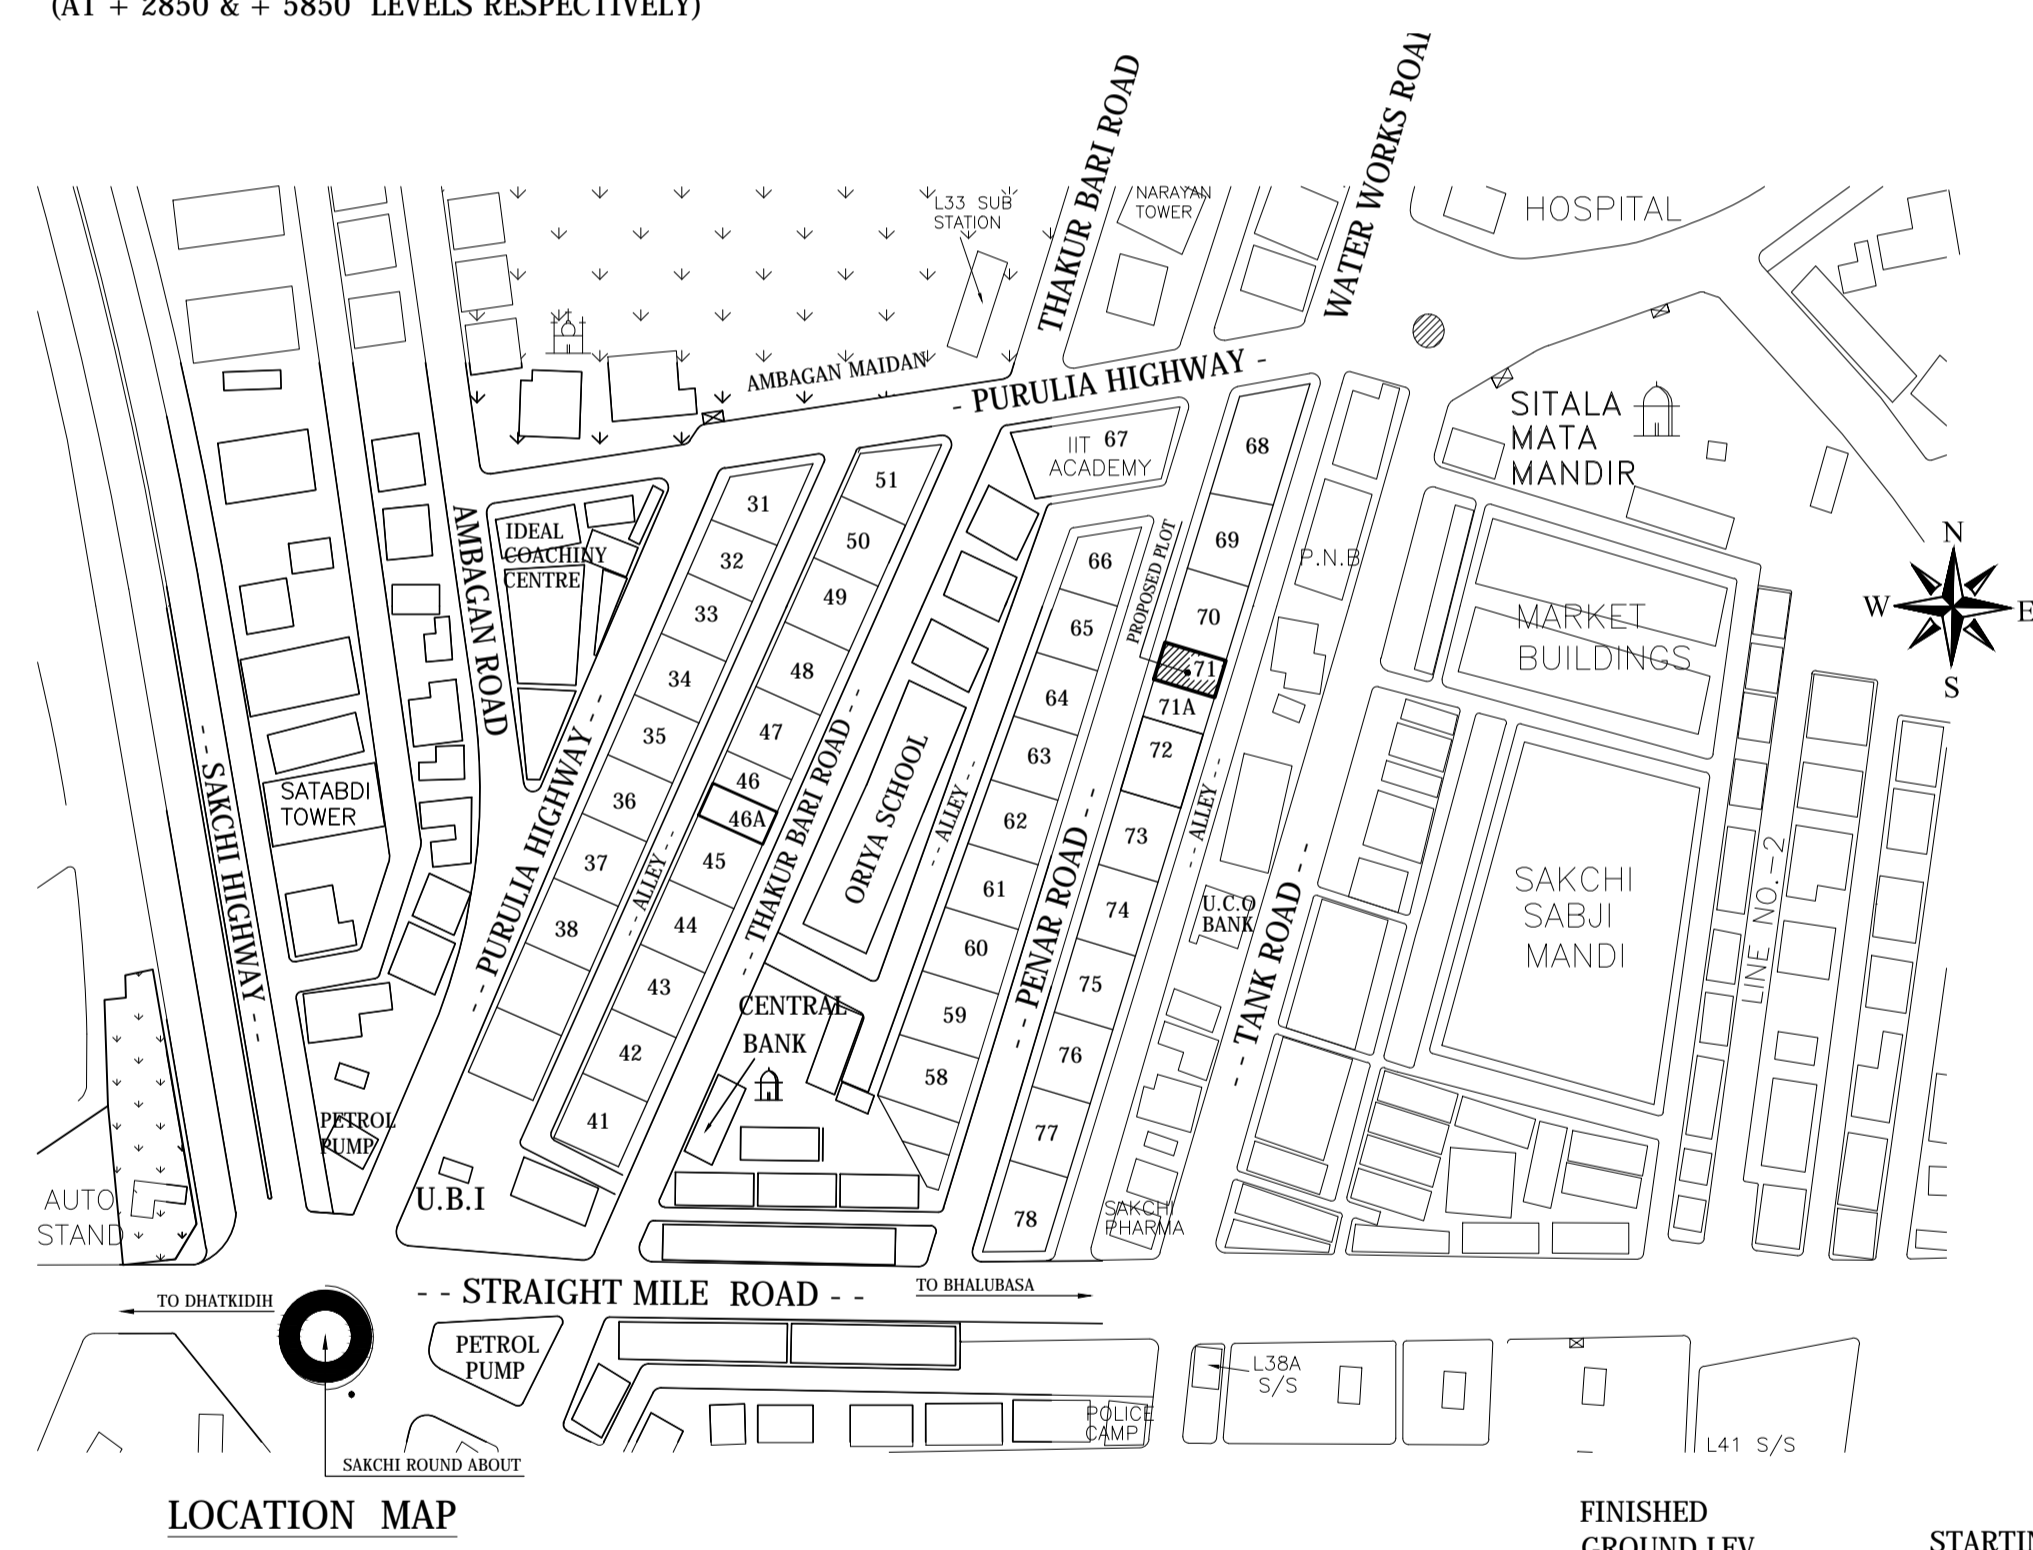 (AT + 2850 & + 5850 LEVELS RESPECTIVELY)
THAKUR BARI ROAD
WATER WORKS ROAD
L33 SUB
STATION
NARAYAN
TOWER
HOSPITAL
AMBAGAN MAIDAN
- PURULIA HIGHWAY -
SITALA
MATA
MANDIR
IIT 67
ACADEMY
68
51
31
IDEAL
COACHINY
CENTRE
AMBAGAN ROAD
50
32
69
66
PROPOSED PLOT
P.N.B
N
W
E
S
49
33
65
70
MARKET
BUILDINGS
48
34
64
71
71A
47
35
63
72
46
46A
36
62
73
45
37
61
74
44
38
60
75
43
59
76
42
58
77
41
78
- - SAKCHI HIGHWAY - -
SATABDI
TOWER
- - PURULIA HIGHWAY - -
- - ALLEY - -
- - THAKUR BARI ROAD - -
ORIYA SCHOOL
- - ALLEY - -
- - PENAR ROAD - -
- - ALLEY - -
U.C.O
BANK
- - TANK ROAD - -
SAKCHI
SABJI
MANDI
LINE NO.-2
CENTRAL
BANK
PETROL
PUMP
U.B.I
AUTO
STAND
SAKCHI
PHARMA
- - STRAIGHT MILE ROAD - -
TO BHALUBASA
TO DHATKIDIH
PETROL
PUMP
L38A
S/S
POLICE
CAMP
L41 S/S
SAKCHI ROUND ABOUT
LOCATION MAP
FINISHED
GROUND LEV
STARTIN